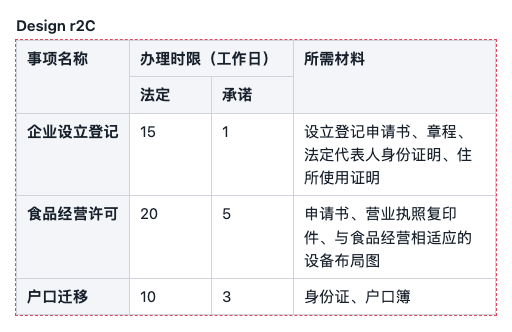 Design r2C
事项名称
办理时限（工作日）
所需材料
法定
承诺
企业设立登记
15
1
设立登记申请书、章程、
法定代表人身份证明、住
所使用证明
食品经营许可
20
5
申请书、营业执照复印
件、与食品经营相适应的
设备布局图
户口迁移
10
3
身份证、户口簿